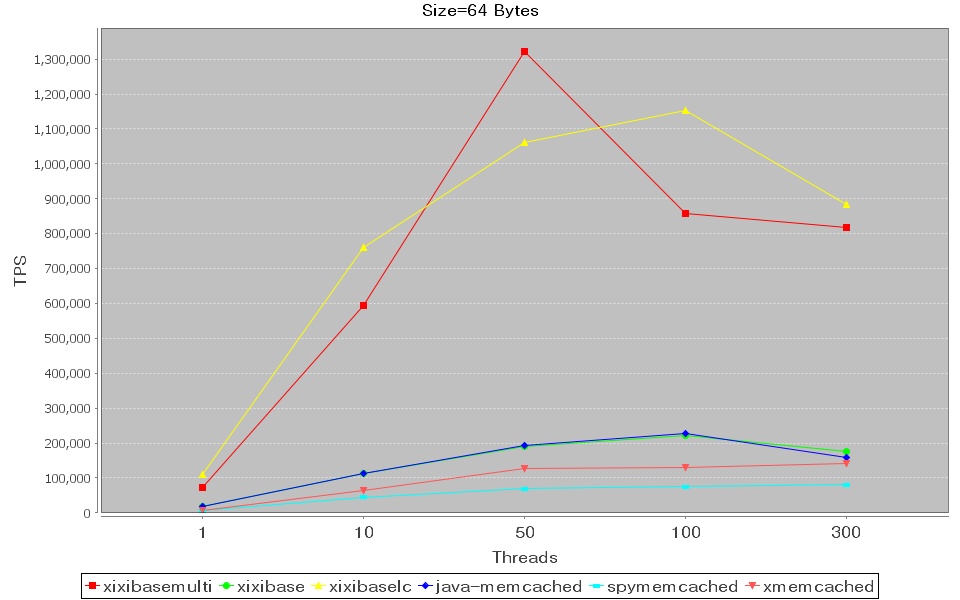 Size=64 Bytes
1,300,000
1,200,000
1,100,000
1,000,000
900,000
800,000
700,000
600,000
500,000
400,000
300,000
200,000
100,000
0
TPS
1 10 50 100 300
Threads
xixibasemulti xixibase xixibaselc java-memcached spymemcached xmemcached